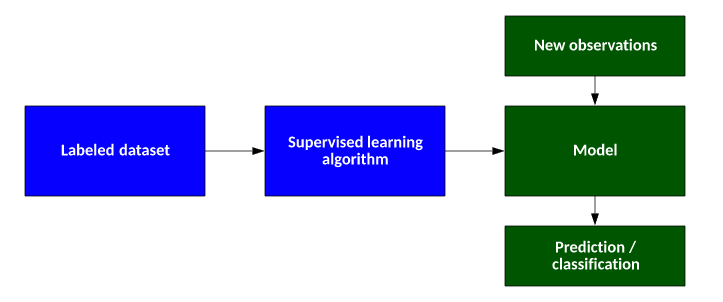 New observations
Labeled dataset
Supervised learning
algorithm
Model
Prediction /
classification